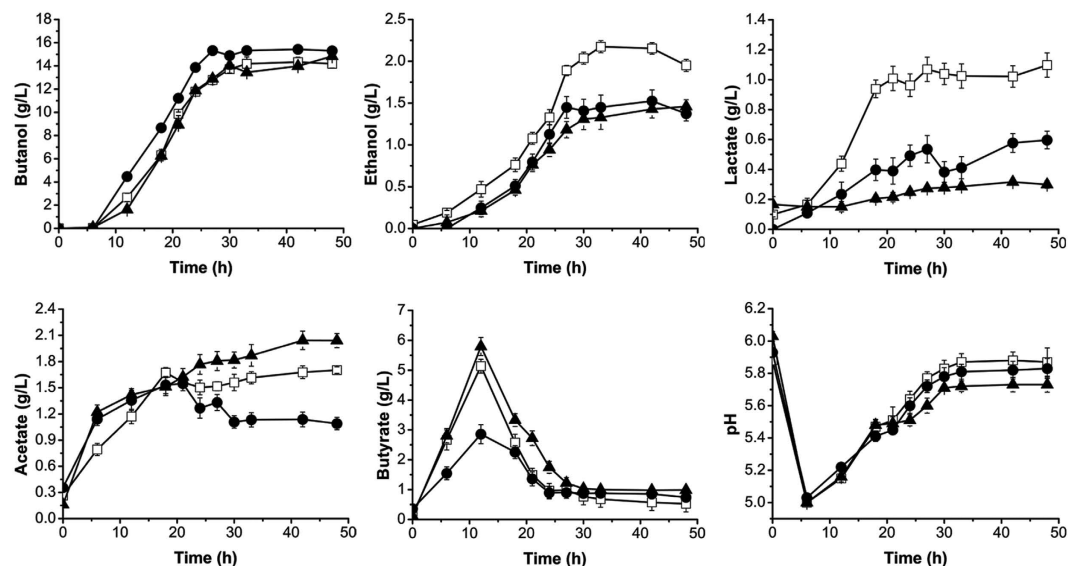 18
16
14
12
10
8
6
4
2
0
Butanol (g/L)
0 10 20 30 40 50
Time (h)
2.5
2.0
1.5
1.0
0.5
0.0
Ethanol (g/L)
0 10 20 30 40 50
Time (h)
1.4
1.2
1.0
0.8
0.6
0.4
0.2
0.0
Lactate (g/L)
0 10 20 30 40 50
Time (h)
2.4
2.1
1.8
1.5
1.2
0.9
0.6
0.3
0.0
Acetate (g/L)
0 10 20 30 40 50
Time (h)
7
6
5
4
3
2
1
0
Butyrate (g/L)
0 10 20 30 40 50
Time (h)
6.2
6.0
5.8
5.6
5.4
5.2
5.0
pH
0 10 20 30 40 50
Time (h)